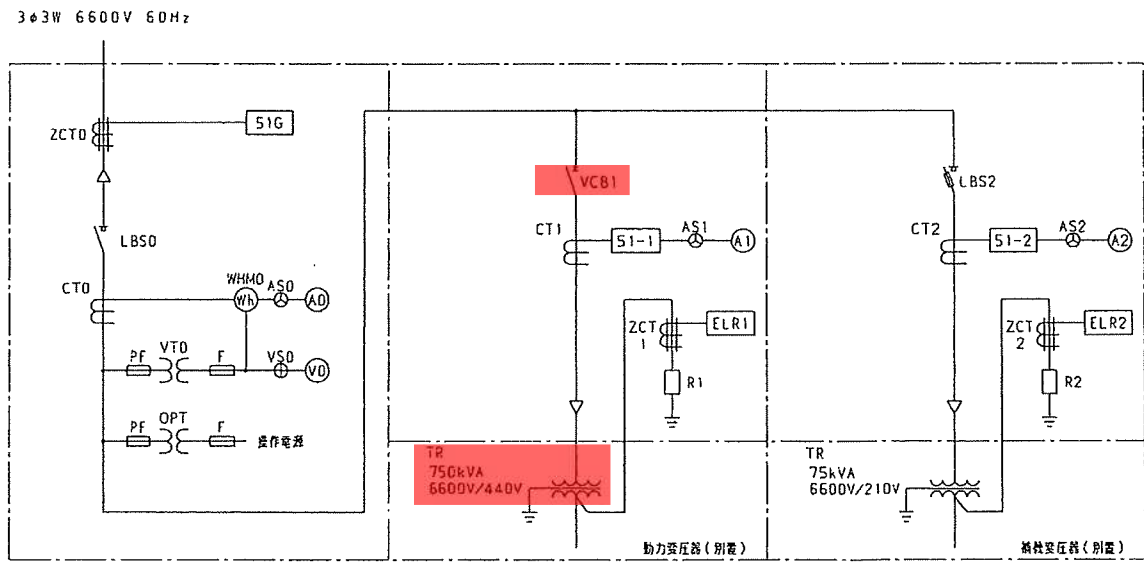 3φ3W 6600V 60Hz
ZCT0
51G
LBS0
CT0
WHM0
Wh
AS0
A0
PF
VT0
F
VS0
V0
PF
OPT
F
操作電源
VCB1
CT1
51-1
AS1
A1
ZCT
1
ELR1
R1
TR
750kVA
6600V/440V
動力変圧器(別置)
LBS2
CT2
51-2
AS2
A2
ZCT
2
ELR2
R2
TR
75kVA
6600V/210V
補機変圧器(別置)